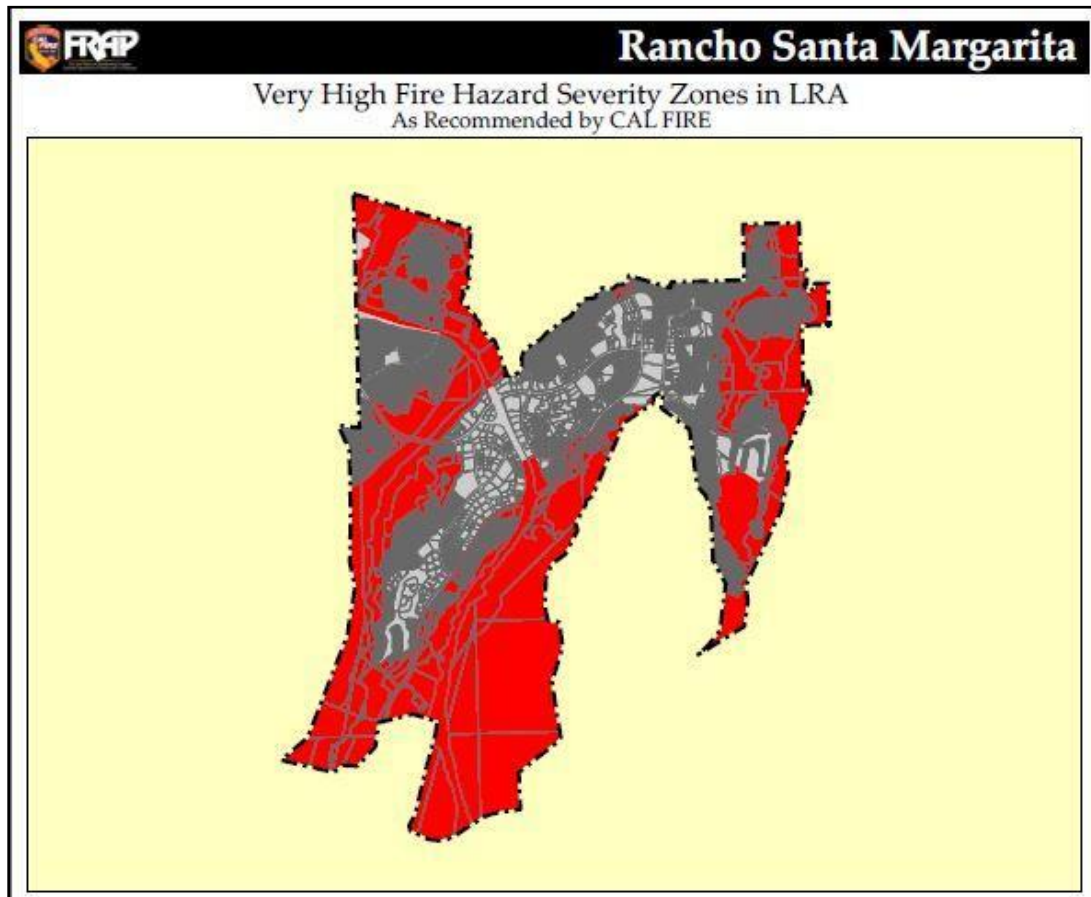 FRAP
Rancho Santa Margarita
Very High Fire Hazard Severity Zones in LRA
As Recommended by CAL FIRE